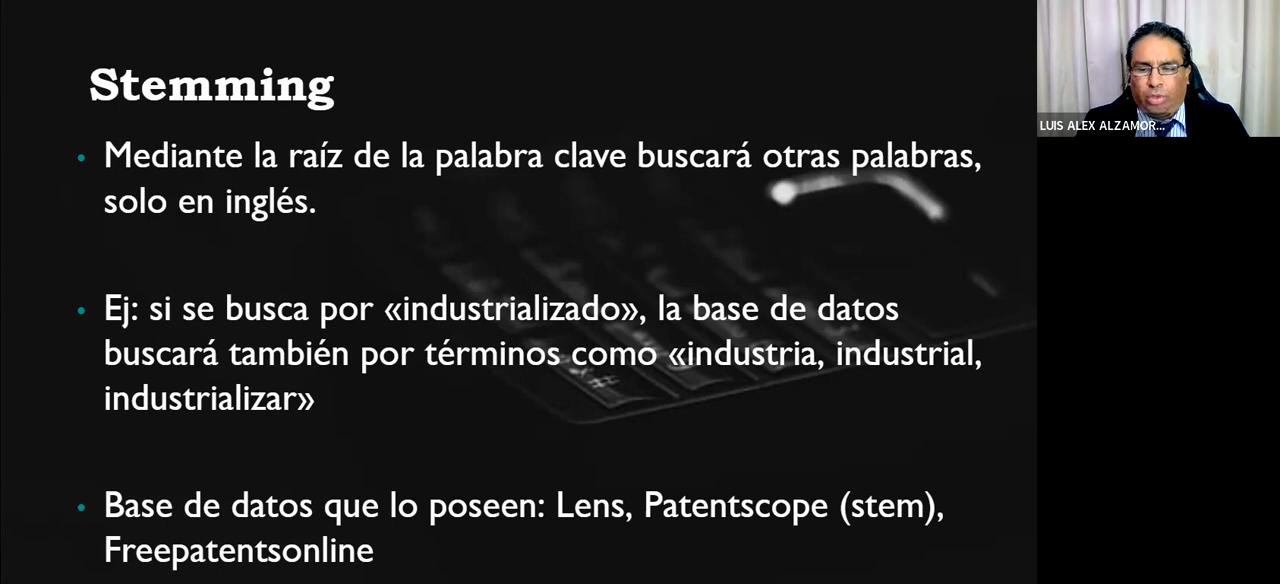 Stemming
• Mediante la raíz de la palabra clave buscará otras palabras,
solo en inglés.
• Ej: si se busca por «industrializado», la base de datos
buscará también por términos como «industria, industrial,
industrializar»
• Base de datos que lo poseen: Lens, Patentscope (stem),
Freepatentsonline
LUIS ALEX ALZAMOR...